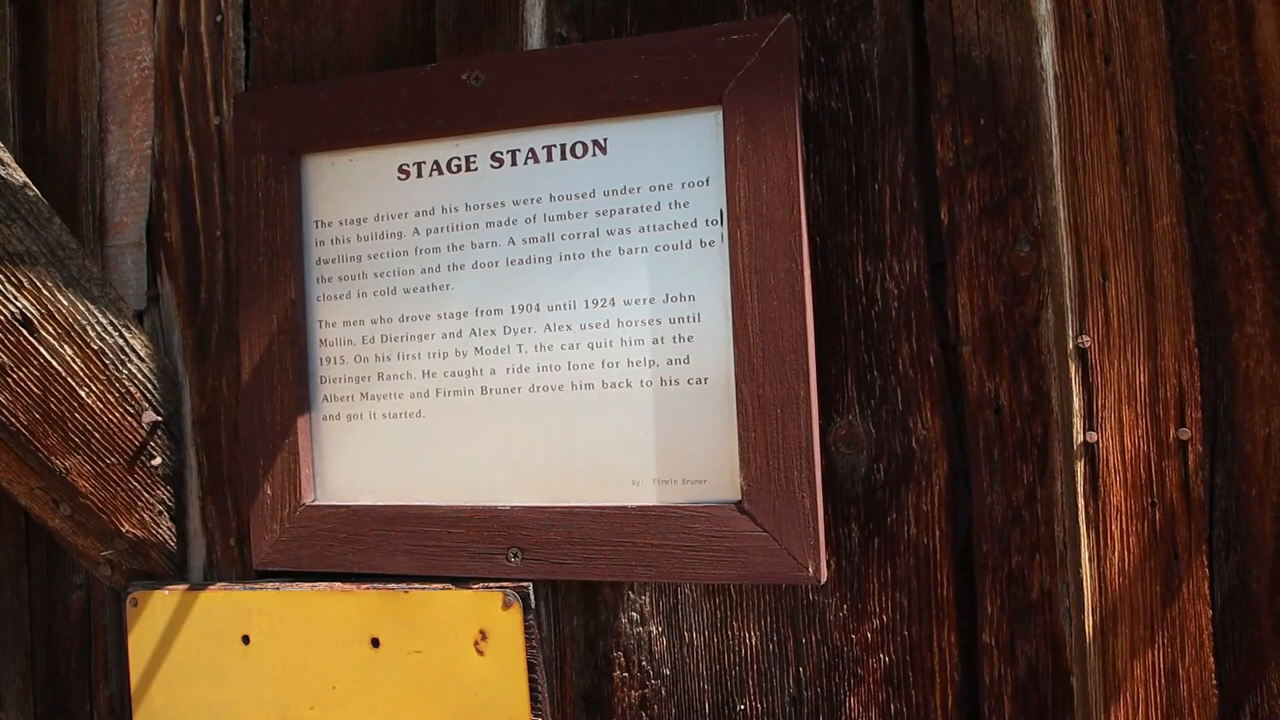 STAGE STATION
The stage driver and his horses were housed under one roof
in this building. A partition made of lumber separated the
dwelling section from the barn. A small corral was attached to
the south section and the door leading into the barn could be
closed in cold weather.
The men who drove stage from 1904 until 1924 were John
Mullin, Ed Dieringer and Alex Dyer. Alex used horses until
1915. On his first trip by Model T, the car quit him at the
Dieringer Ranch. He caught a ride into Ione for help, and
Albert Mayette and Firmin Bruner drove him back to his car
and got it started.
By: Firmin Bruner